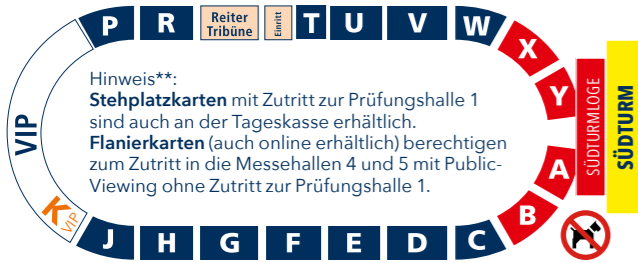 P
R
Reiter
Tribüne
Eintritt
T
U
V
W
X
Y
A
B
SÜDTURMLOGE
SÜDTURM
VIP
K VIP
Hinweis**:
Stehplatzkarten mit Zutritt zur Prüfungshalle 1
sind auch an der Tageskasse erhältlich.
Flanierkarten (auch online erhältlich) berechtigen
zum Zutritt in die Messehallen 4 und 5 mit Public-
Viewing ohne Zutritt zur Prüfungshalle 1.
J
H
G
F
E
D
C